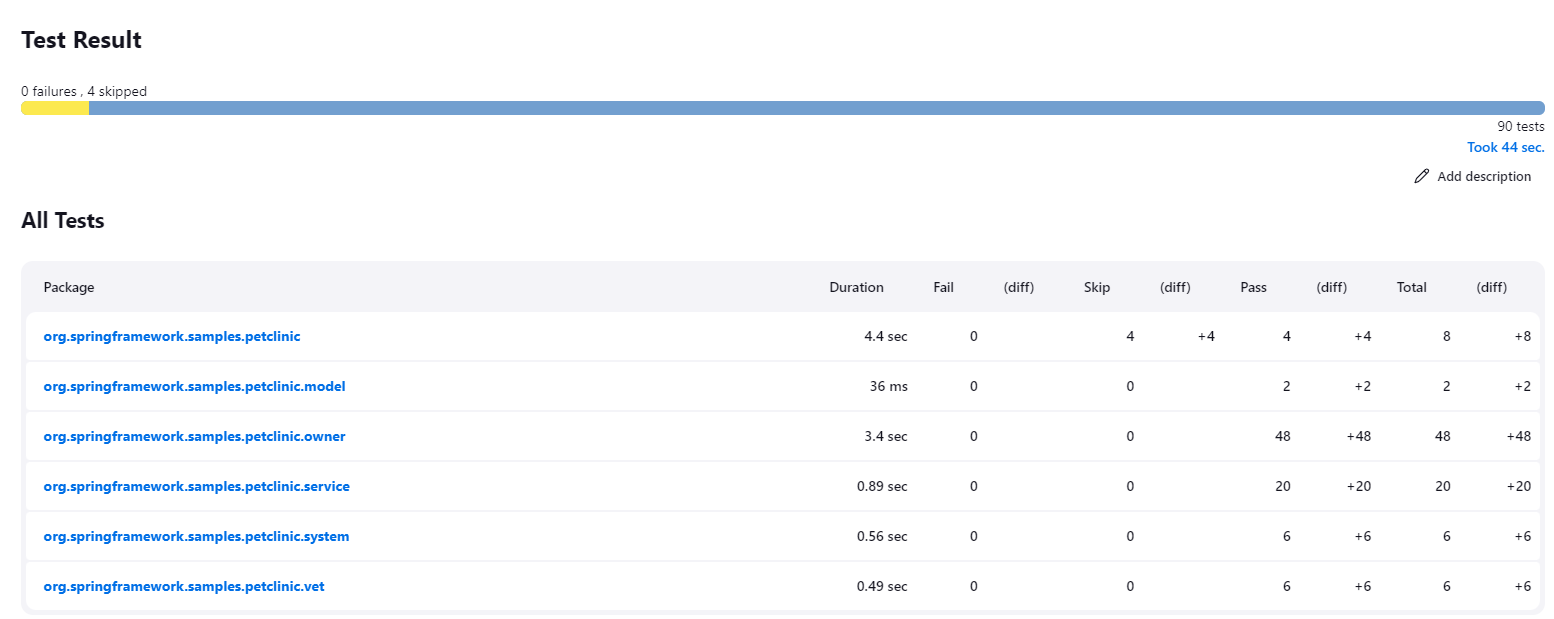 Test Result
0 failures , 4 skipped
90 tests
Took 44 sec.
Add description
All Tests
Package Duration Fail (diff) Skip (diff) Pass (diff) Total (diff)
org.springframework.samples.petclinic 4.4 sec 0 4 +4 4 +4 8 +8
org.springframework.samples.petclinic.model 36 ms 0 0 2 +2 2 +2
org.springframework.samples.petclinic.owner 3.4 sec 0 0 48 +48 48 +48
org.springframework.samples.petclinic.service 0.89 sec 0 0 20 +20 20 +20
org.springframework.samples.petclinic.system 0.56 sec 0 0 6 +6 6 +6
org.springframework.samples.petclinic.vet 0.49 sec 0 0 6 +6 6 +6